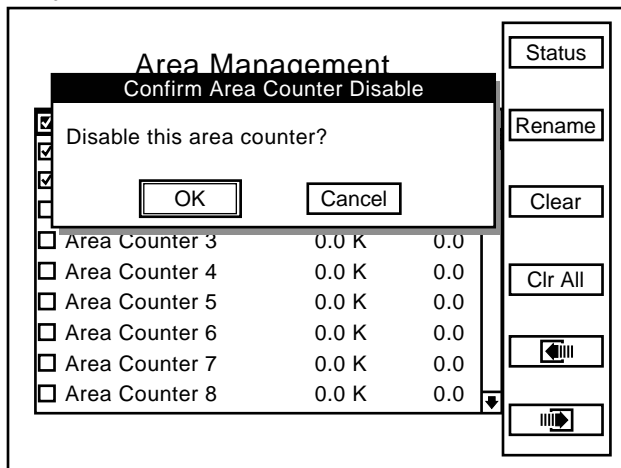 Area Management
Confirm Area Counter Disable
Disable this area counter?
OK Cancel
Area Counter 3 0.0 K 0.0
Area Counter 4 0.0 K 0.0
Area Counter 5 0.0 K 0.0
Area Counter 6 0.0 K 0.0
Area Counter 7 0.0 K 0.0
Area Counter 8 0.0 K 0.0
Status
Rename
Clear
Clr All